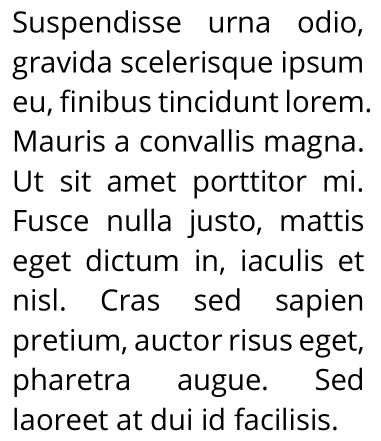 Suspendisse urna odio,
gravida scelerisque ipsum
eu, finibus tincidunt lorem.
Mauris a convallis magna.
Ut sit amet porttitor mi.
Fusce nulla justo, mattis
eget dictum in, iaculis et
nisl. Cras sed sapien
pretium, auctor risus eget,
pharetra augue. Sed
laoreet at dui id facilisis.